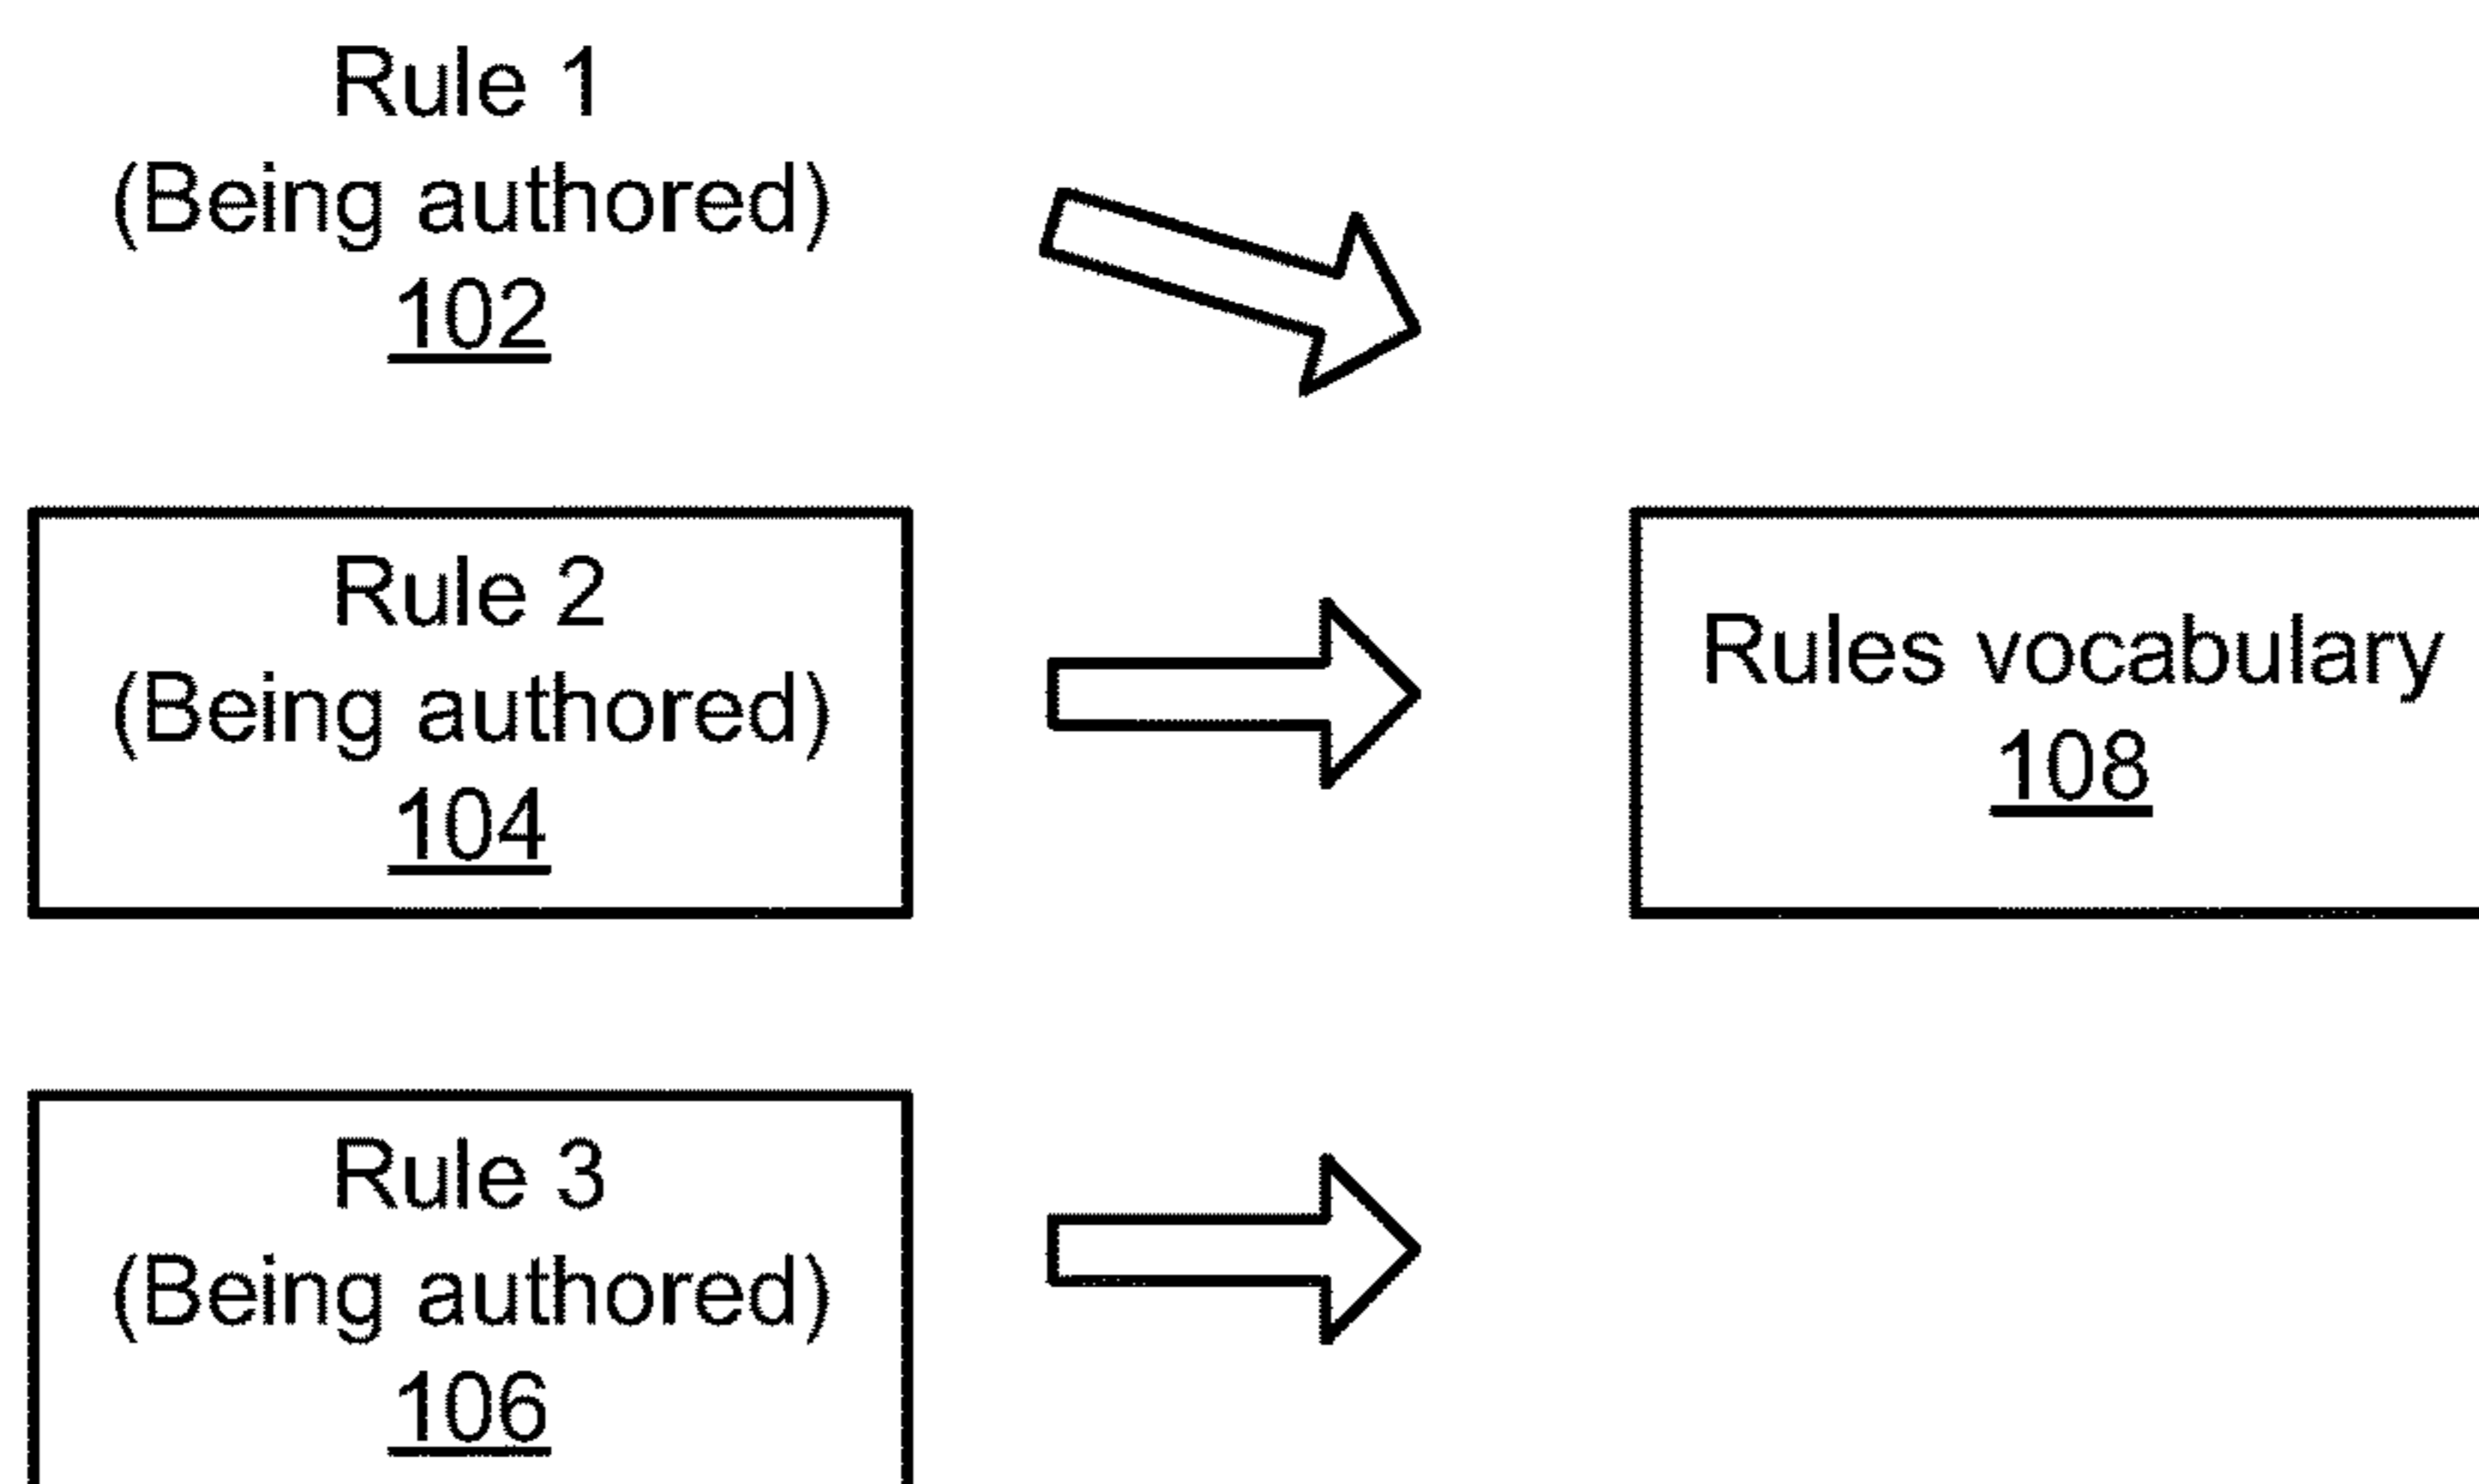 Rule 1
(Being authored)
102
Rule 2
(Being authored)
104
Rules vocabulary
108
Rule 3
(Being authored)
106